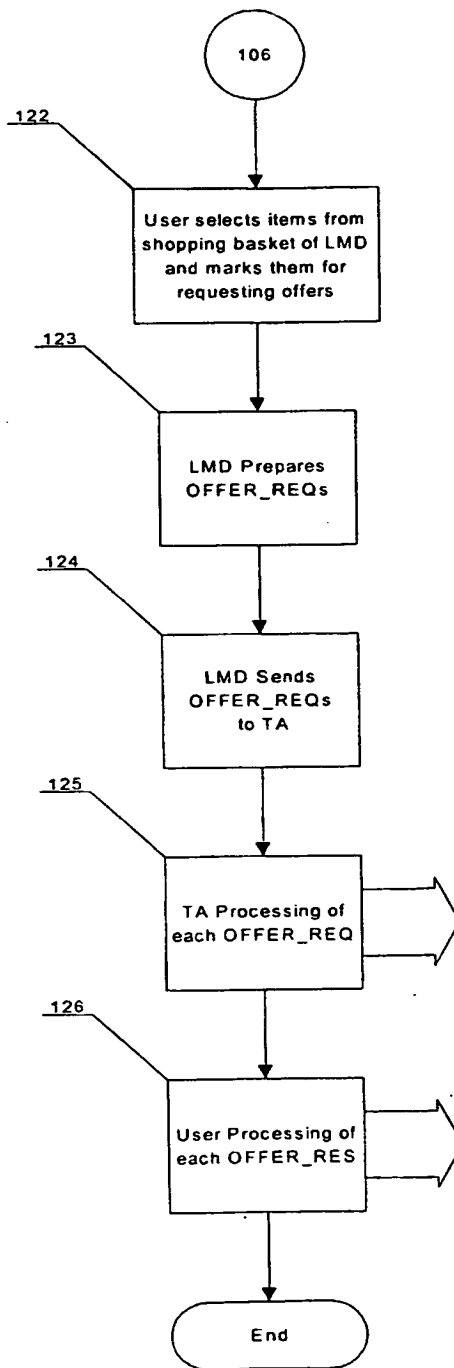 106
122
User selects items from
shopping basket of LMD
and marks them for
requesting offers
123
LMD Prepares
OFFER_REQs
124
LMD Sends
OFFER_REQs
to TA
125
TA Processing of
each OFFER_REQ
126
User Processing of
each OFFER_RES
End